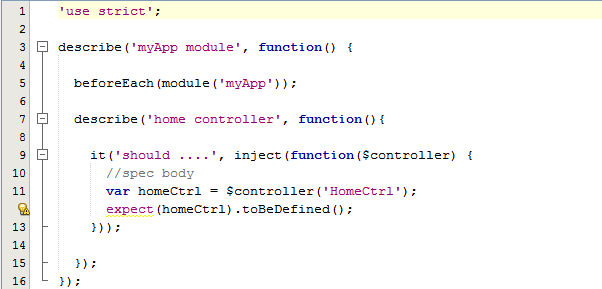 1 'use strict';
2
3 describe('myApp module', function() {
4
5 beforeEach(module('myApp'));
6
7 describe('home controller', function(){
8
9 it('should ....', inject(function($controller) {
10 //spec body
11 var homeCtrl = $controller('HomeCtrl');
expect(homeCtrl).toBeDefined();
13 }));
14
15 });
16 });